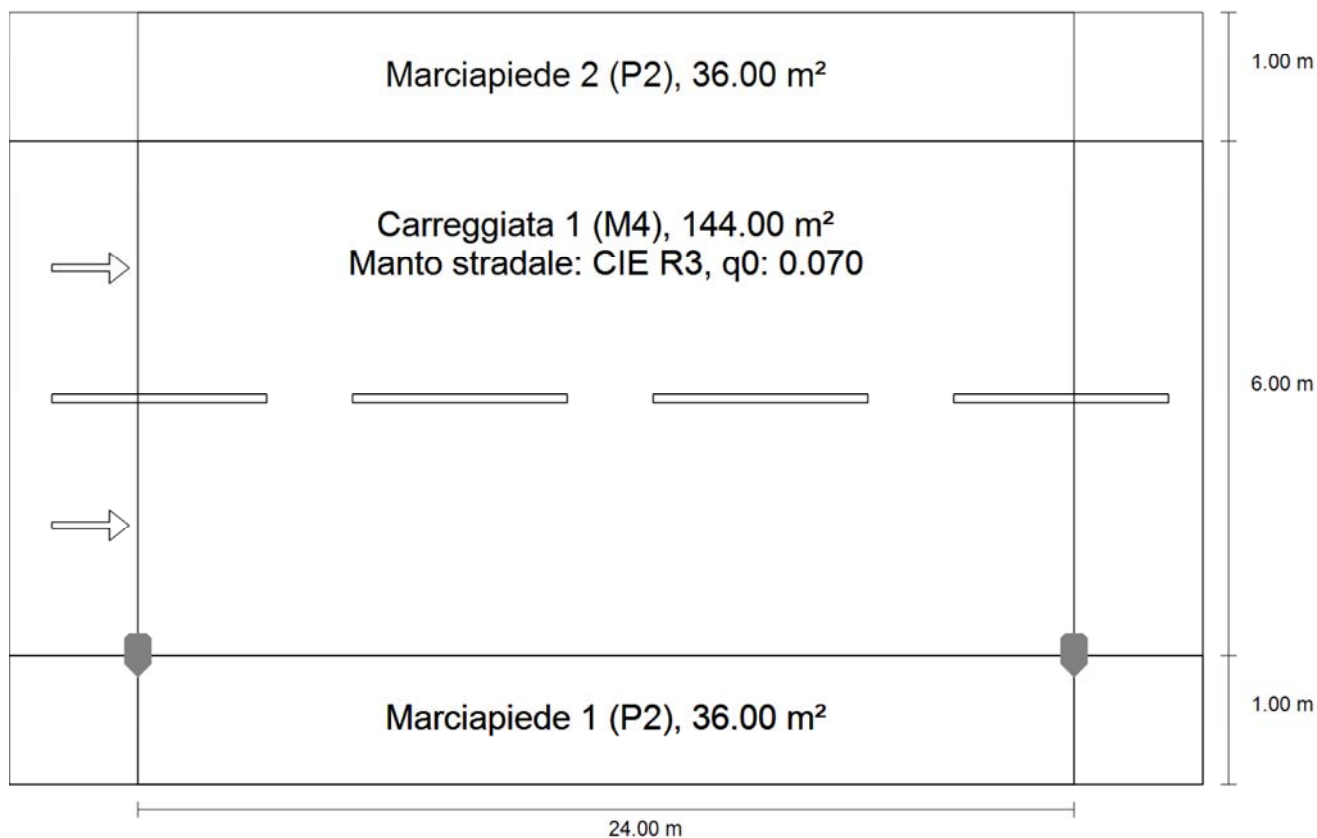 Marciapiede 2 (P2), 36.00 m²
1.00 m
Carreggiata 1 (M4), 144.00 m²
Manto stradale: CIE R3, q0: 0.070
6.00 m
Marciapiede 1 (P2), 36.00 m²
1.00 m
24.00 m